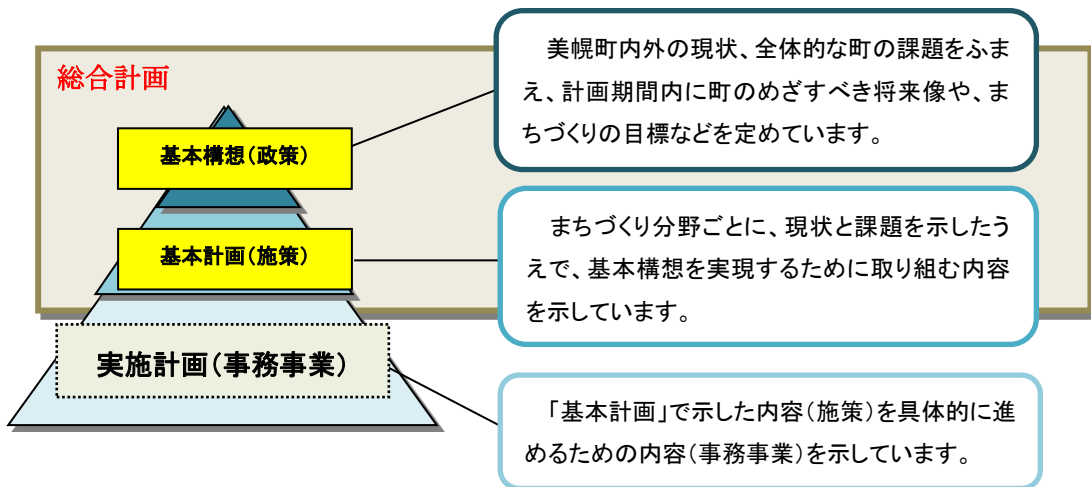 総合計画
基本構想(政策)
美幌町内外の現状、全体的な町の課題をふま
え、計画期間内に町のめざすべき将来像や、ま
ちづくりの目標などを定めています。
基本計画(施策)
まちづくり分野ごとに、現状と課題を示したう
えで、基本構想を実現するために取り組む内容
を示しています。
実施計画(事務事業)
「基本計画」で示した内容(施策)を具体的に進
めるための内容(事務事業)を示しています。